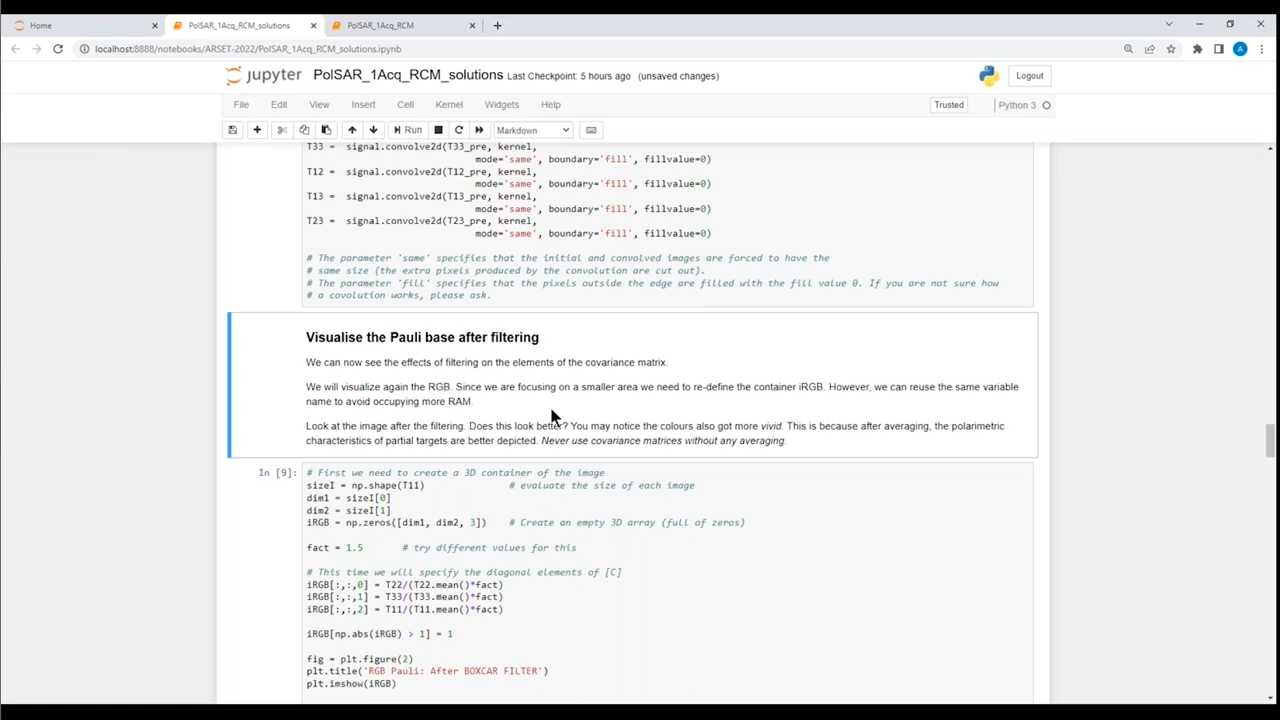 Home
PolSAR_1Acq_RCM_solutions
PolSAR_1Acq_RCM
localhost:8888/notebooks/ARSET-2022/PolSAR_1Acq_RCM_solutions.ipynb
A
jupyter PolSAR_1Acq_RCM_solutions Last Checkpoint: 5 hours ago (unsaved changes)
Logout
File Edit View Insert Cell Kernel Widgets Help
Trusted
Python 3
Run
Markdown
T33 = signal.convolve2d(T33_pre, kernel,
mode='same', boundary='fill', fillvalue=0)
T12 = signal.convolve2d(T12_pre, kernel,
mode='same', boundary='fill', fillvalue=0)
T13 = signal.convolve2d(T13_pre, kernel,
mode='same', boundary='fill', fillvalue=0)
T23 = signal.convolve2d(T23_pre, kernel,
mode='same', boundary='fill', fillvalue=0)
# The parameter 'same" specifies that the initial and convolved images are forced to have the
# same size (the extra pixels produced by the convolution are cut out).
# The parameter 'fill" specifies that the pixels outside the edge are filled with the fill value 0. If you are not sure how
# a covolution works, please ask.
Visualise the Pauli base after filtering
We can now see the effects of filtering on the elements of the covariance matrix.
We will visualize again the RGB. Since we are focusing on a smaller area we need to re-define the container iRGB. However, we can reuse the same variable
name to avoid occupying more RAM.
Look at the image after the filtering. Does this look better? You may notice the colours also got more vivid. This is because after averaging, the polarimetric
characteristics of partial targets are better depicted. Never use covariance matrices without any averaging.
In [9]:
# First we need to create a 3D container of the image
sizeI = np.shape(T11) # evaluate the size of each image
dim1 = sizeI[0]
dim2 = sizeI[1]
iRGB = np.zeros([dim1, dim2, 3]) # Create an empty 3D array (full of zeros)
fact = 1.5 # try different values for this
# This time we will specify the diagonal elements of [C]
iRGB[:,:,0] = T22/(T22.mean()*fact)
iRGB[:,:,1] = T33/(T33.mean()*fact)
iRGB[:,:,2] = T11/(T11.mean()*fact)
iRGB[np.abs(iRGB) > 1] = 1
fig = plt.figure(2)
plt.title('RGB Pauli: After BOXCAR FILTER')
plt.imshow(iRGB)